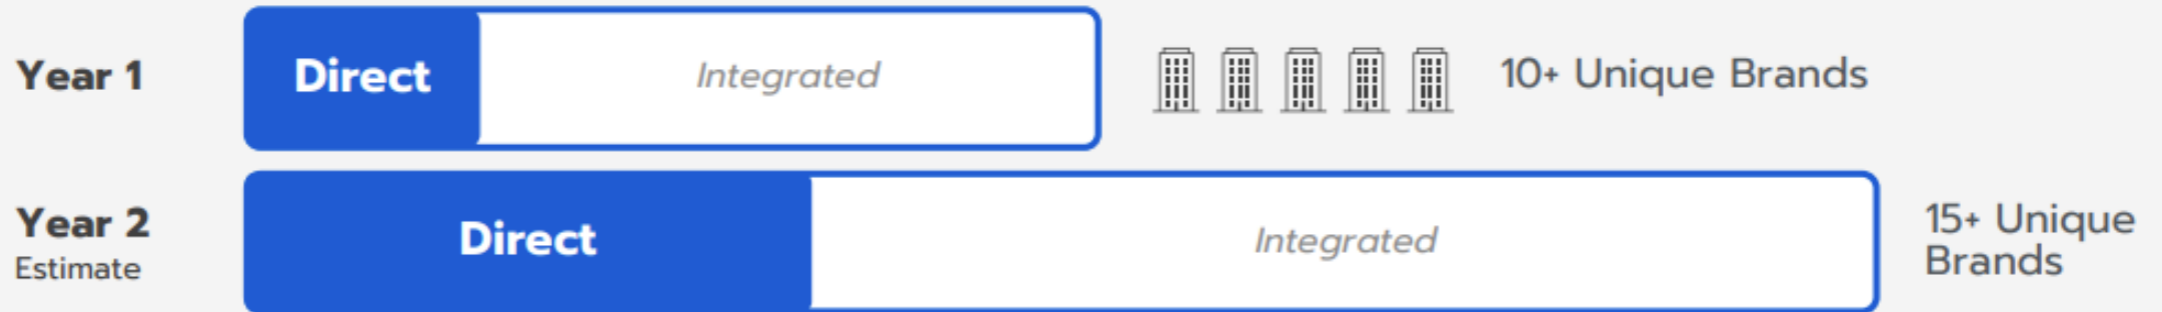 Year 1
Direct
Integrated
10+ Unique Brands
Year 2
Estimate
Direct
Integrated
15+ Unique
Brands